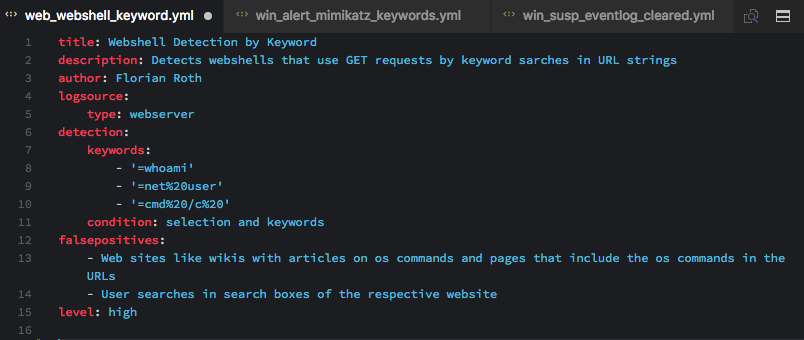 web_webshell_keyword.yml win_alert_mimikatz_keywords.yml win_susp_eventlog_cleared.yml
1 title: Webshell Detection by Keyword
2 description: Detects webshells that use GET requests by keyword sarches in URL strings
3 author: Florian Roth
4 logsource:
5 type: webserver
6 detection:
7 keywords:
8 - '=whoami'
9 - '=net%20user'
10 - '=cmd%20/c%20'
11 condition: selection and keywords
12 falsepositives:
13 - Web sites like wikis with articles on os commands and pages that include the os commands in the
URLs
14 - User searches in search boxes of the respective website
15 level: high
16